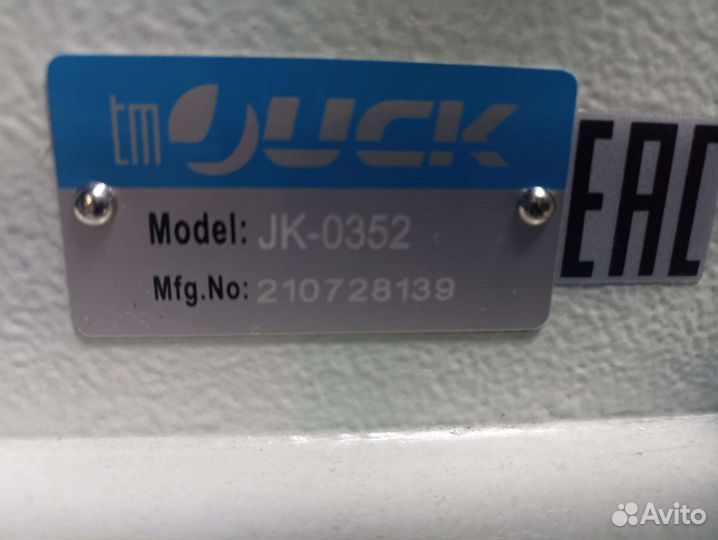 tm JUCK
EAC
Model: JK-0352
Mfg.No: 210728139
Avito